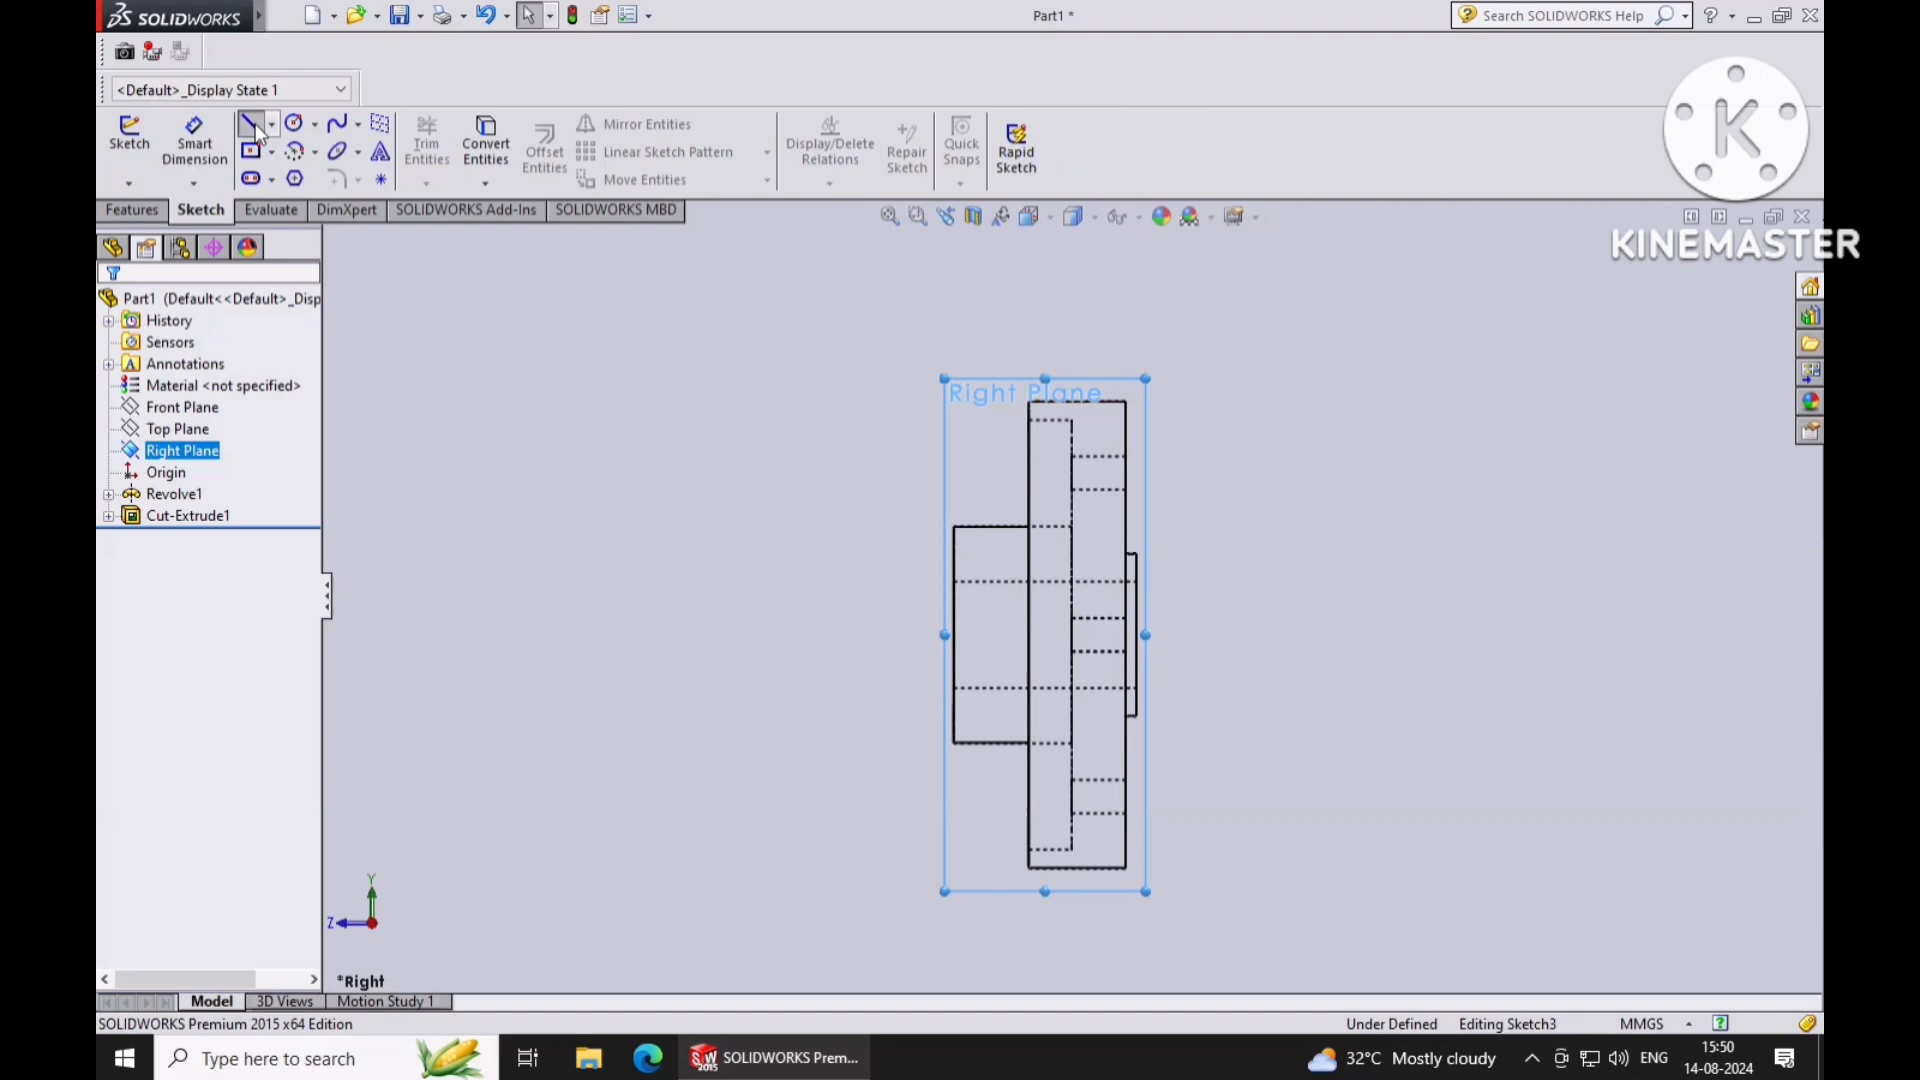 SOLIDWORKS
Part1 *
Search SOLIDWORKS Help
<Default>_Display State 1
Sketch
Smart Dimension
Trim Entities
Convert Entities
Offset Entities
Mirror Entities
Linear Sketch Pattern
Move Entities
Display/Delete Relations
Repair Sketch
Quick Snaps
Rapid Sketch
Features
Sketch
Evaluate
DimXpert
SOLIDWORKS Add-Ins
SOLIDWORKS MBD
K
KINEMASTER
Part1 (Default<<Default>_Disp
History
Sensors
Annotations
Material <not specified>
Front Plane
Top Plane
Right Plane
Origin
Revolve1
Cut-Extrude1
Right Plane
Y
Z
*Right
Model
3D Views
Motion Study 1
SOLIDWORKS Premium 2015 x64 Edition
Under Defined
Editing Sketch3
MMGS
Type here to search
SOLIDWORKS Prem...
32°C Mostly cloudy
ENG
15:50
14-08-2024